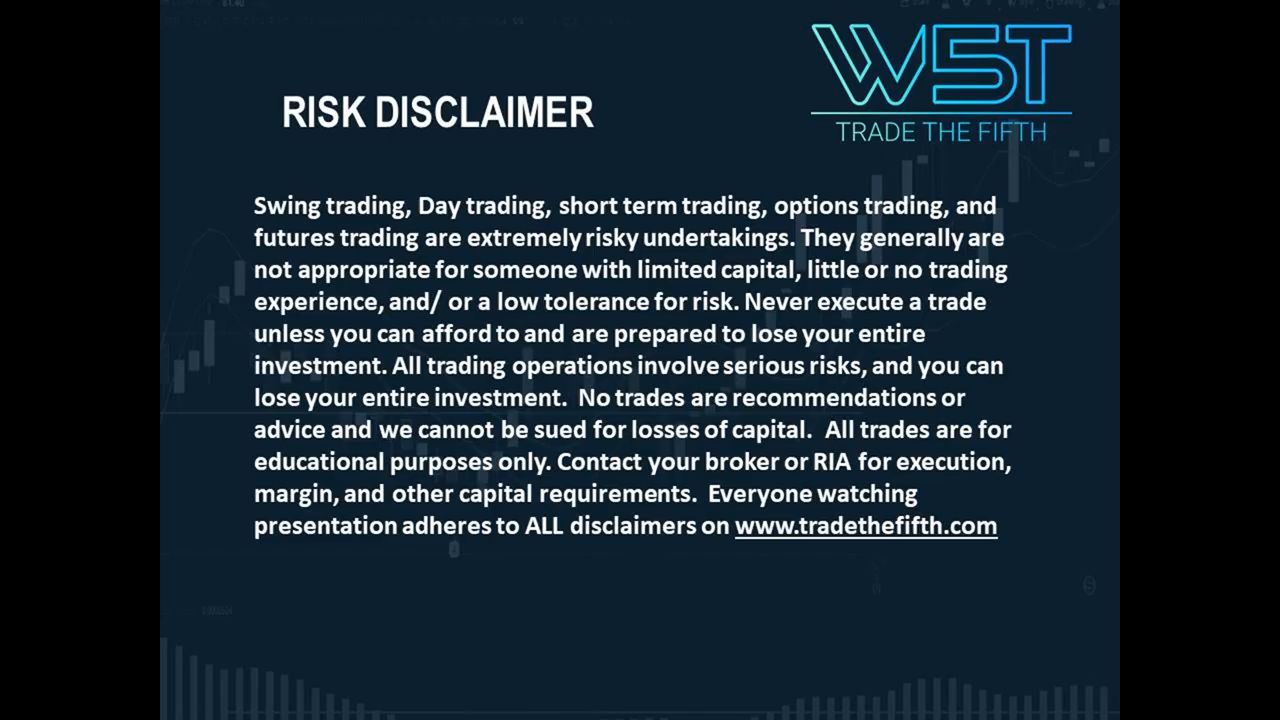 W5T
TRADE THE FIFTH
RISK DISCLAIMER
Swing trading, Day trading, short term trading, options trading, and
futures trading are extremely risky undertakings. They generally are
not appropriate for someone with limited capital, little or no trading
experience, and/ or a low tolerance for risk. Never execute a trade
unless you can afford to and are prepared to lose your entire
investment. All trading operations involve serious risks, and you can
lose your entire investment.  No trades are recommendations or
advice and we cannot be sued for losses of capital.  All trades are for
educational purposes only. Contact your broker or RIA for execution,
margin, and other capital requirements.  Everyone watching
presentation adheres to ALL disclaimers on www.tradethefifth.com